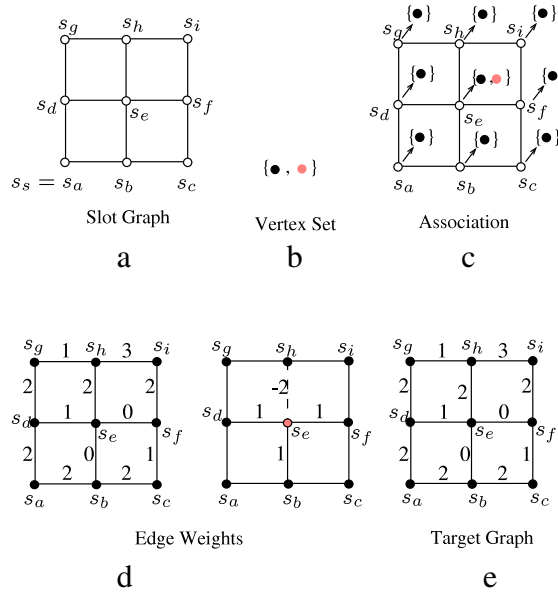 s_g s_h s_i
s_d s_e s_f
s_s = s_a s_b s_c
Slot Graph
a
{● , ●}
Vertex Set
b
{●} {●} {●}
s_g s_h s_i
{●} {● , ●} {●}
s_d s_e s_f
{●} {●} {●}
s_a s_b s_c
Association
c
s_g 1 s_h 3 s_i
2 2 2
s_d 1 0
s_e s_f
2 0 1
2 2
s_a s_b s_c
s_g s_h s_i
-2
s_d 1 1
s_e s_f
1
s_a s_b s_c
Edge Weights
d
s_g 1 s_h 3 s_i
2 2 2
s_d 1 0
s_e s_f
2 0 1
2 2
s_a s_b s_c
Target Graph
e